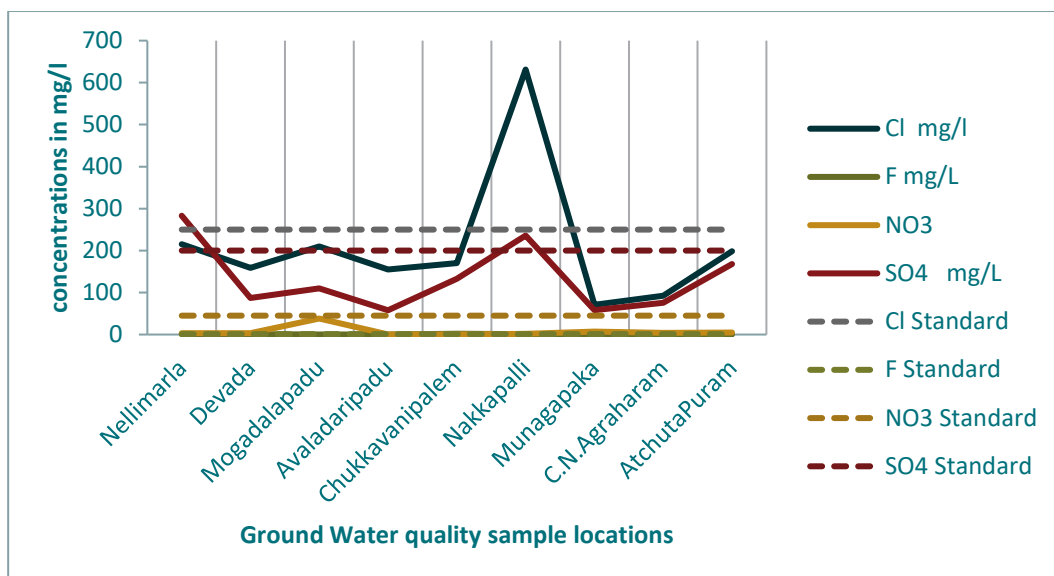 concentrations in mg/l
700
600
500
400
300
200
100
0
Nellimarla
Devada
Mogadalapadu
Avaladaripadu
Chukkavanipalem
Nakkapalli
Munagapaka
C.N.Agraharam
AtchutaPuram
Ground Water quality sample locations
Cl mg/l
F mg/L
NO3
SO4 mg/L
Cl Standard
F Standard
NO3 Standard
SO4 Standard